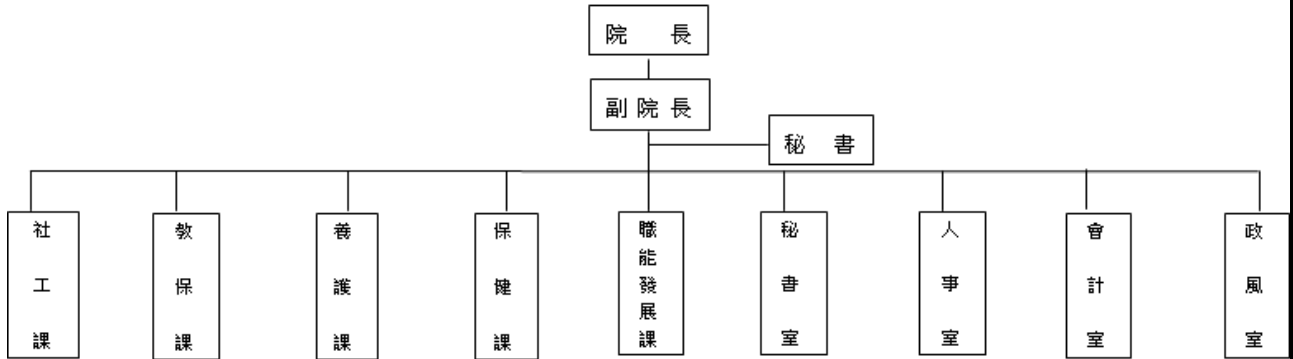 院 長
副院長
秘 書
社工課
教保課
養護課
保健課
職能發展課
秘書室
人事室
會計室
政風室